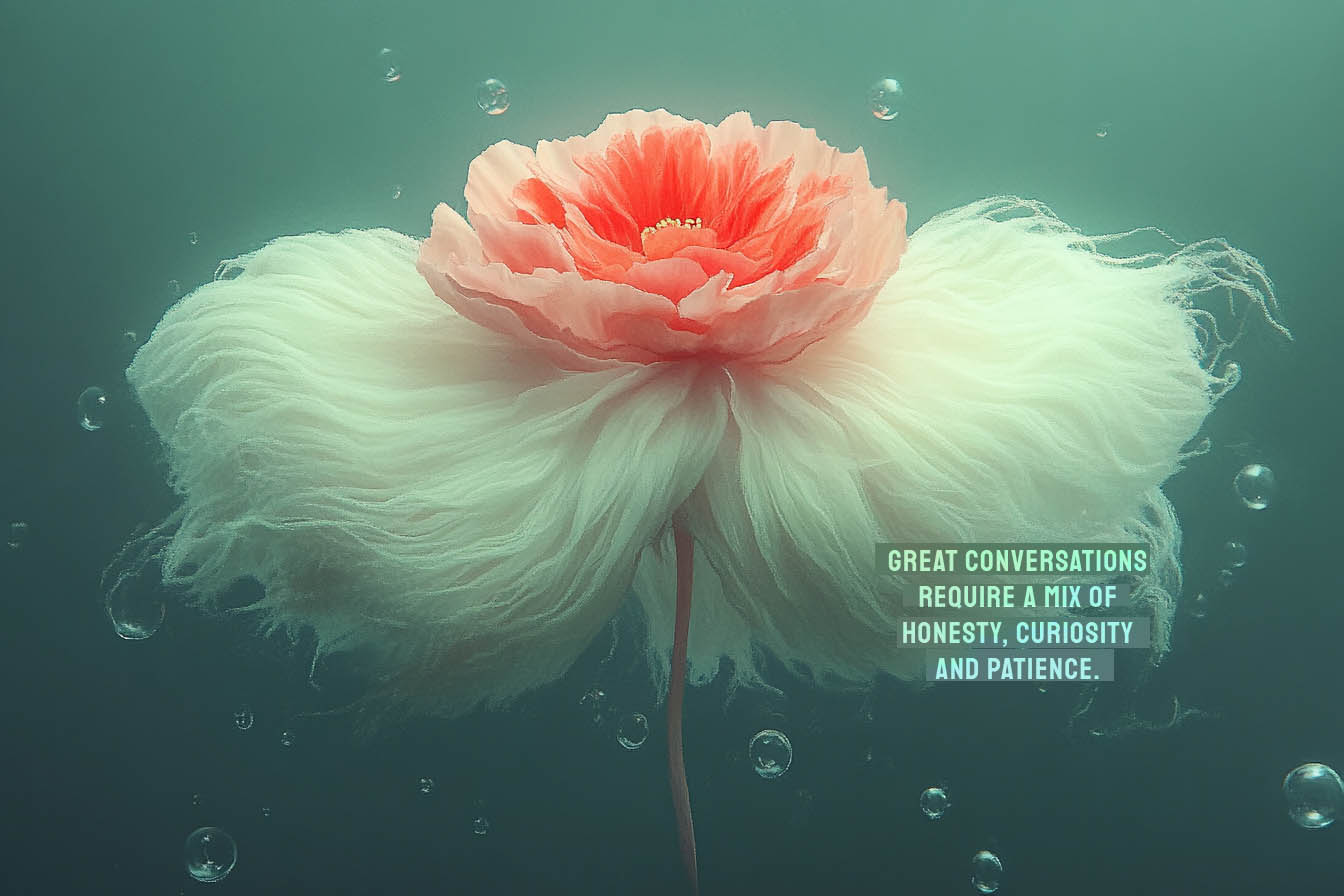 GREAT CONVERSATIONS
REQUIRE A MIX OF
HONESTY, CURIOSITY
AND PATIENCE.